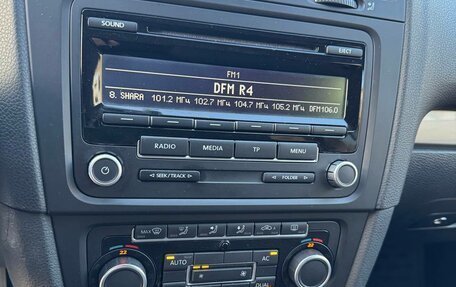 SOUND
EJECT
FM1
DFM R4
8. SHARA 101.2 МГц 102.7 МГц 104.7 МГц 105.2 МГц DFM106.0
RADIO MEDIA TP MENU
SEEK/TRACK FOLDER
MAX
AUTO AC
DUAL